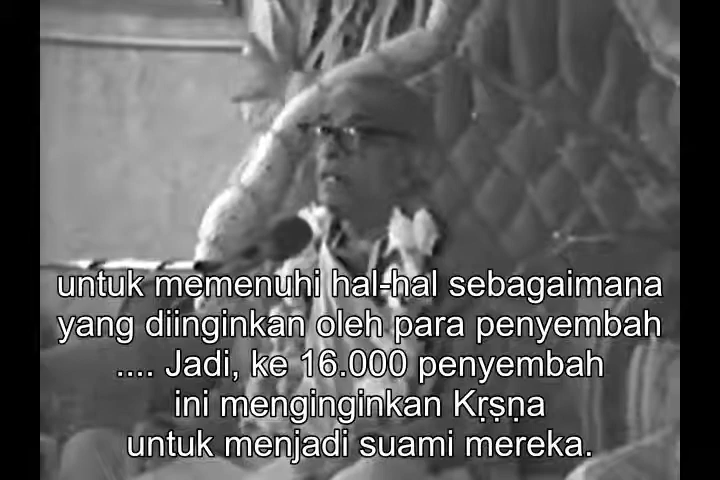 untuk memenuhi hal-hal sebagaimana
yang diinginkan oleh para penyembah
.... Jadi, ke 16.000 penyembah
ini menginginkan Kṛṣṇa
untuk menjadi suami mereka.